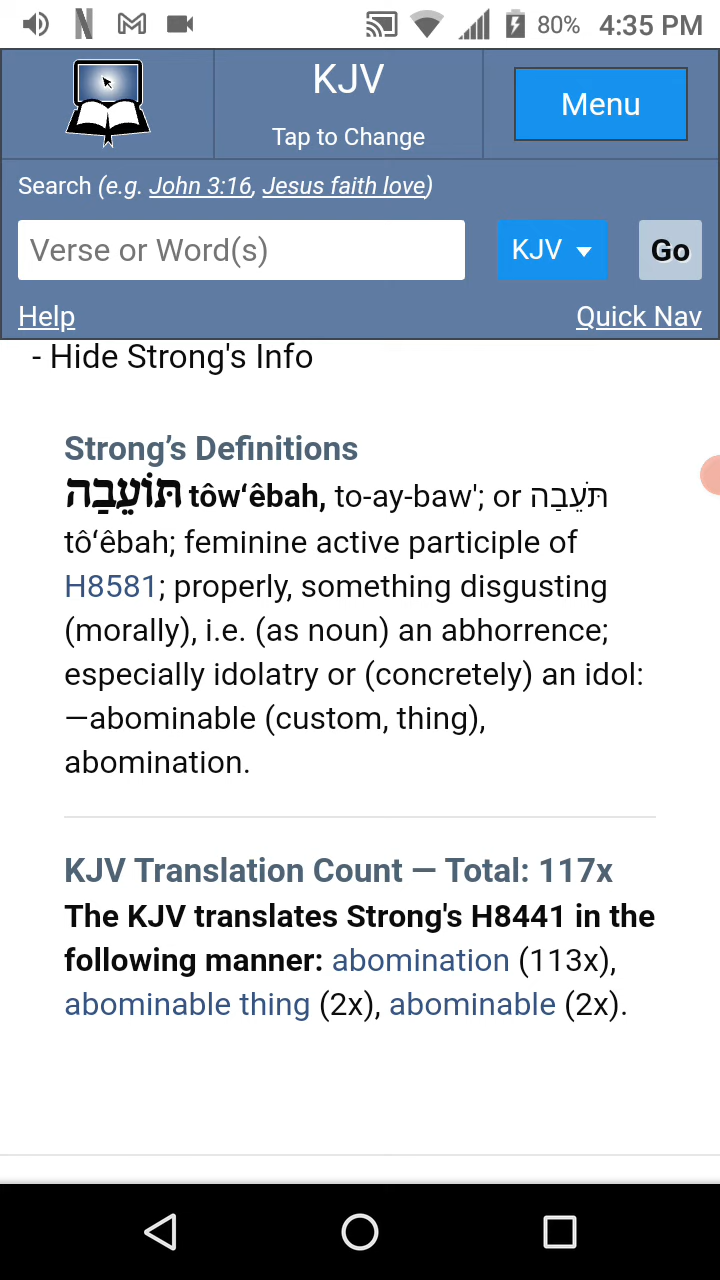 80% 4:35 PM
KJV
Tap to Change
Menu
Search (e.g. John 3:16, Jesus faith love)
Verse or Word(s)
KJV
Go
Help
Quick Nav
- Hide Strong's Info
Strong’s Definitions
תּוֹעֵבַה tôwʻêbah, to-ay-baw'; or תֹּעֵבַה
tôʻêbah; feminine active participle of
H8581; properly, something disgusting
(morally), i.e. (as noun) an abhorrence;
especially idolatry or (concretely) an idol:
—abominable (custom, thing),
abomination.
KJV Translation Count — Total: 117x
The KJV translates Strong's H8441 in the
following manner: abomination (113x),
abominable thing (2x), abominable (2x).